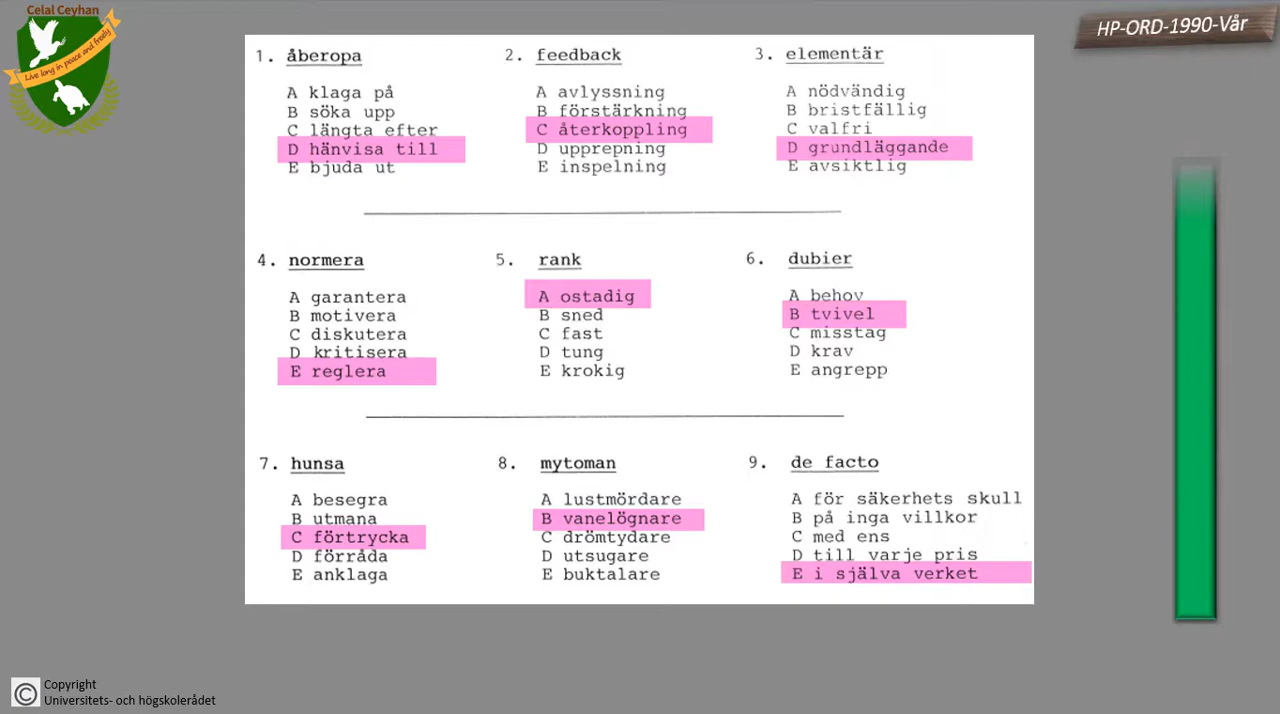 Celal Ceyhan
Live long in peace and freely
HP-ORD-1990-Vår
1. åberopa
A klaga på
B söka upp
C längta efter
D hänvisa till
E bjuda ut
2. feedback
A avlyssning
B förstärkning
C återkoppling
D upprepning
E inspelning
3. elementär
A nödvändig
B bristfällig
C valfri
D grundläggande
E avsiktlig
4. normera
A garantera
B motivera
C diskutera
D kritisera
E reglera
5. rank
A ostadig
B sned
C fast
D tung
E krokig
6. dubier
A behov
B tvivel
C misstag
D krav
E angrepp
7. hunsa
A besegra
B utmana
C förtrycka
D förråda
E anklaga
8. mytoman
A lustmördare
B vanelögnare
C drömtydare
D utsugare
E buktalare
9. de facto
A för säkerhets skull
B på inga villkor
C med ens
D till varje pris
E i själva verket
© Copyright
Universitets- och högskolerådet